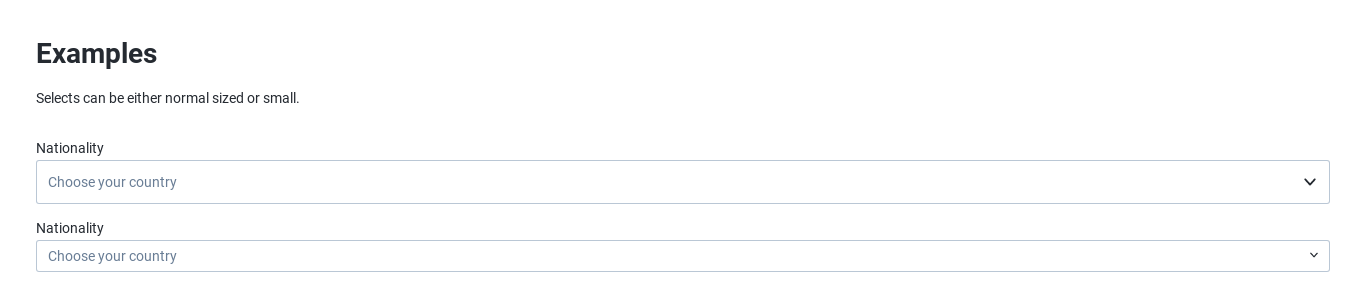 Examples
Selects can be either normal sized or small.
Nationality
Choose your country
Nationality
Choose your country